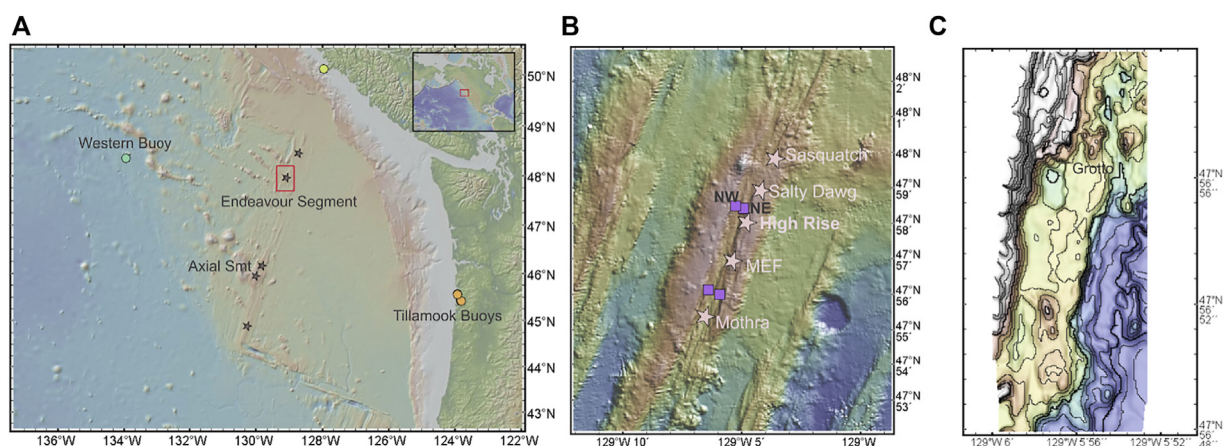 A
50°N
49°N
48°N
47°N
46°N
45°N
44°N
43°N
136°W
134°W
132°W
130°W
128°W
126°W
124°W
122°W
Western Buoy
Endeavour Segment
Axial Smt
Tillamook Buoys
B
48°N
2´
48°N
1´
48°N
47°N
59´
47°N
58´
47°N
57´
47°N
56´
47°N
55´
47°N
54´
47°N
53´
129°W 10´
129°W 5´
129°W
Sasquatch
Salty Dawg
NW
NE
High Rise
MEF
Mothra
C
Grotto
47°N
56´
56´´
47°N
56´
52´´
47°N
56´
48´´
129°W 6´
129°W 5´56´´
129°W 5´52´´